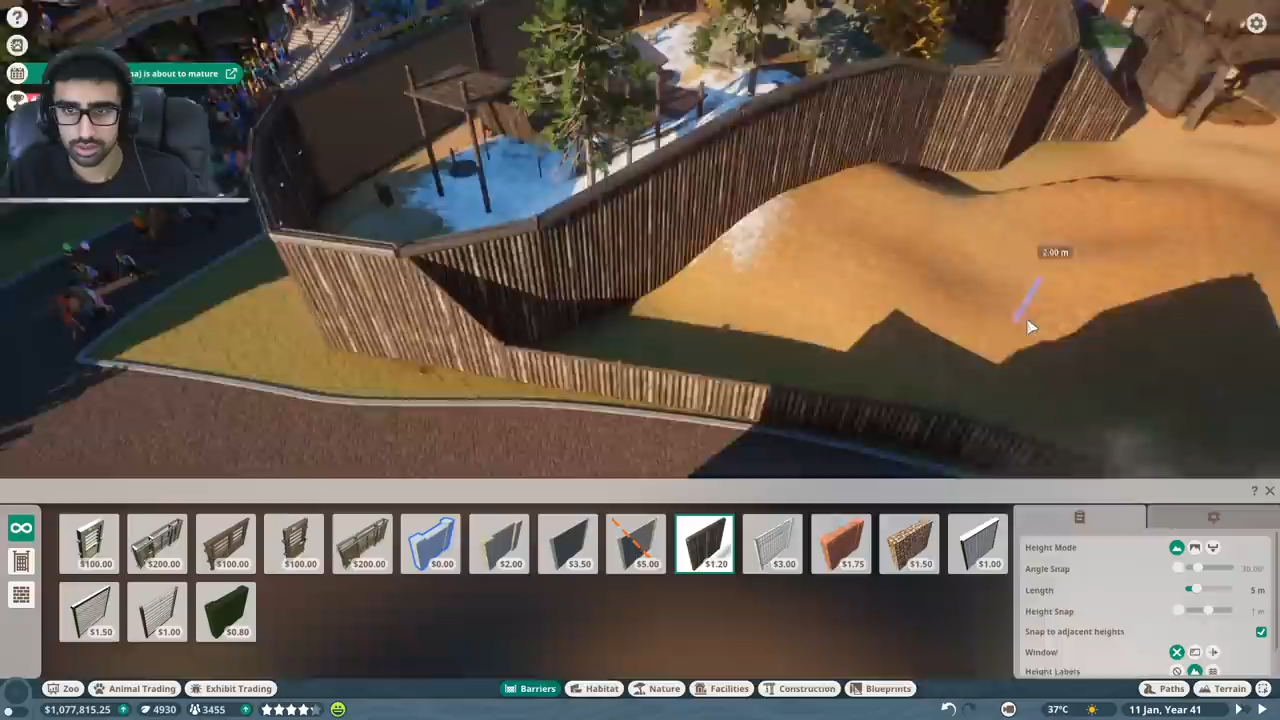 ?
na) is about to mature
2.00 m
?
$100.00 $200.00 $100.00 $100.00 $200.00 $0.00 $2.00 $3.50 $5.00 $1.20 $3.00 $1.75 $1.50 $1.00
$1.50 $1.00 $0.80
Height Mode
Angle Snap 30.00°
Length 5 m
Height Snap 1 m
Snap to adjacent heights
Window
Height Labels
Zoo Animal Trading Exhibit Trading Barriers Habitat Nature Facilities Construction Blueprints Paths Terrain
$1,077,815.25 4930 3455 37°C 11 Jan, Year 41